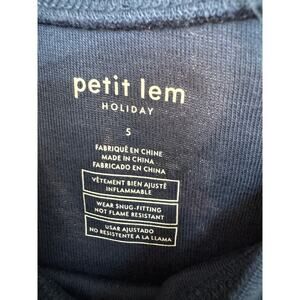 petit lem
HOLIDAY
5
FABRIQUÉ EN CHINE
MADE IN CHINA
FABRICADO EN CHINA
VÊTEMENT BIEN AJUSTÉ
INFLAMMABLE
WEAR SNUG-FITTING
NOT FLAME RESISTANT
USAR AJUSTADO
NO RESISTENTE A LA LLAMA